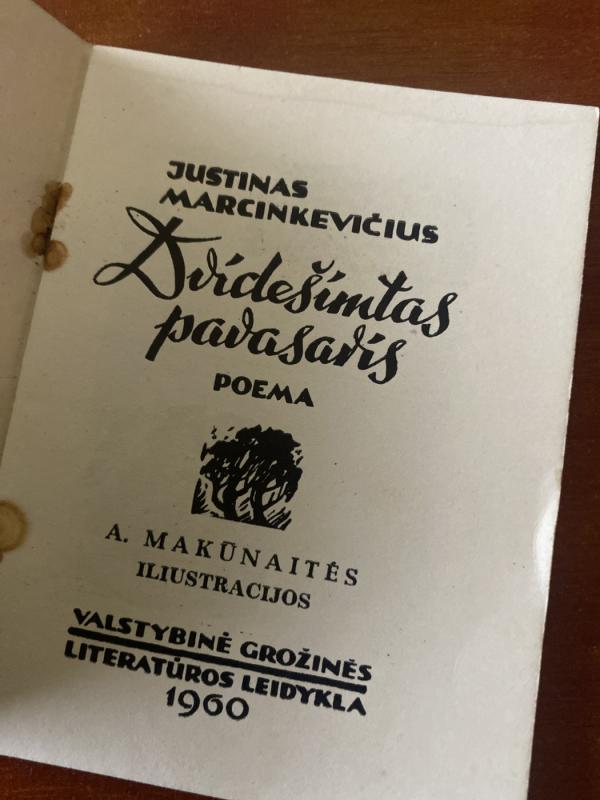 JUSTINAS
MARCINKEVIČIUS
Dvidešimtas
pavasaris
POEMA
A. MAKŪNAITĖS
ILIUSTRACIJOS
VALSTYBINĖ GROŽINĖS
LITERATŪROS LEIDYKLA
1960